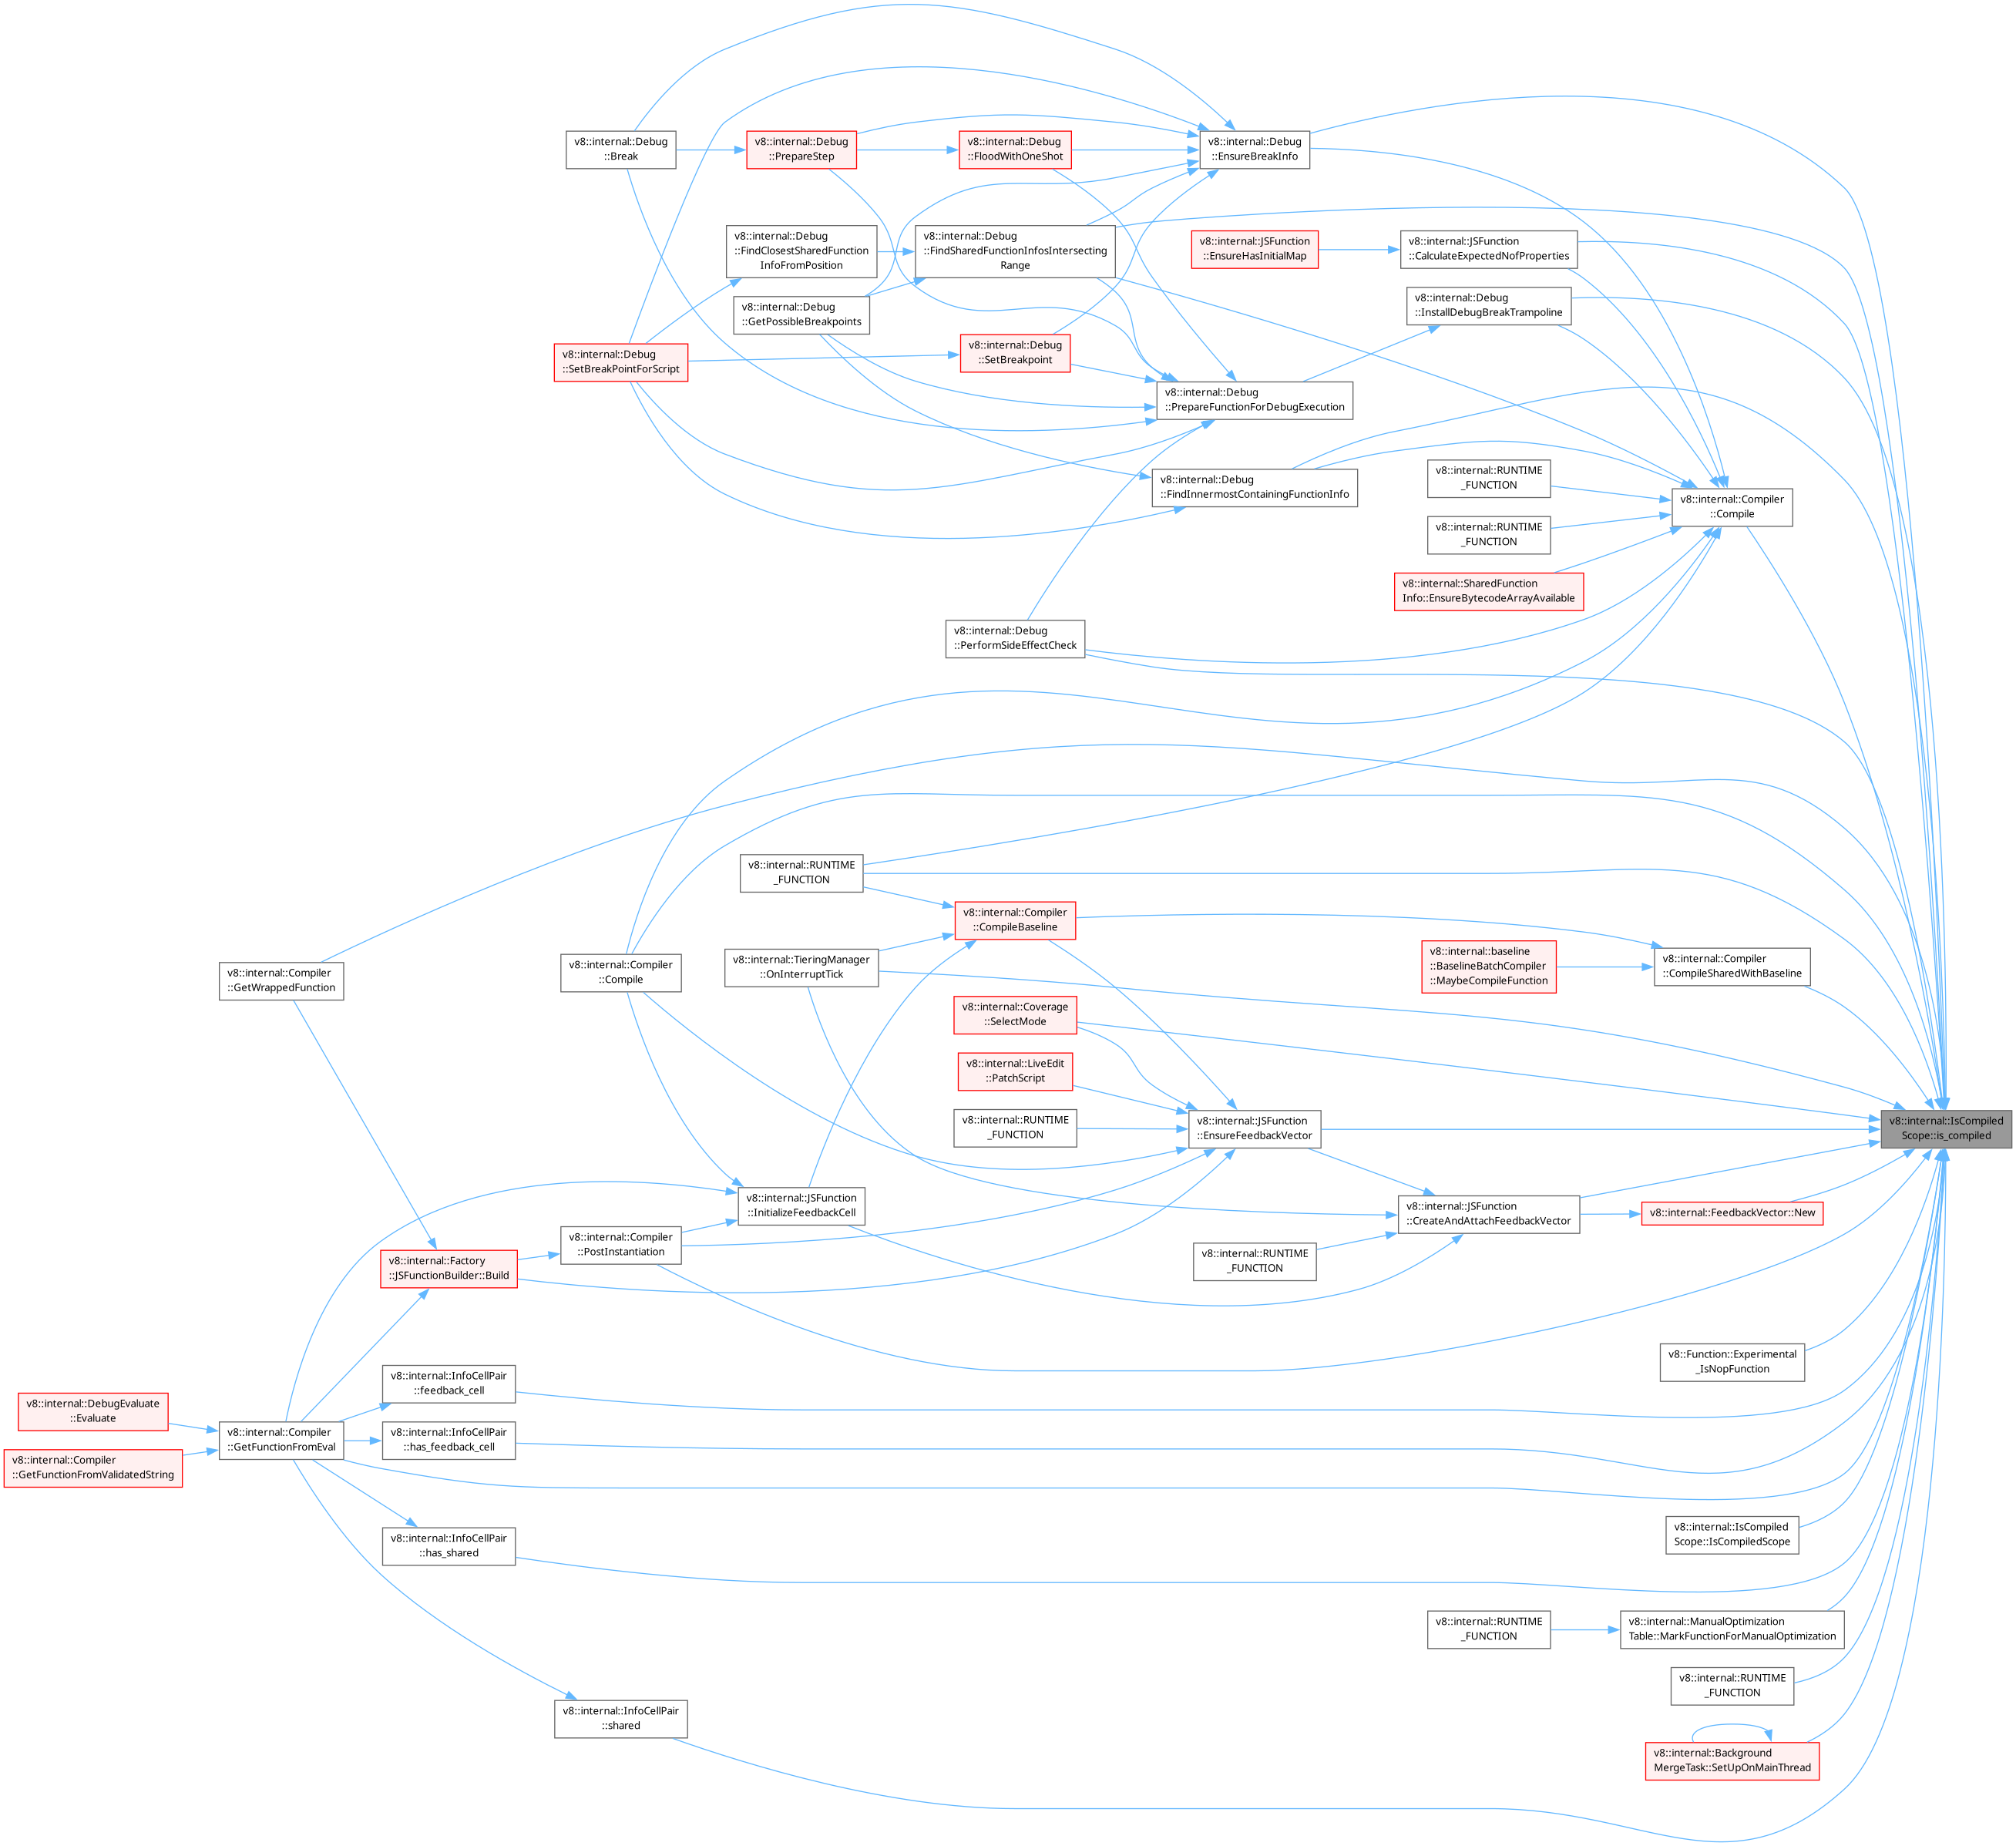 v8::internal::Debug
::Break
v8::internal::Debug
::PrepareStep
v8::internal::Debug
::FloodWithOneShot
v8::internal::Debug
::EnsureBreakInfo
v8::internal::Debug
::FindClosestSharedFunction
InfoFromPosition
v8::internal::Debug
::FindSharedFunctionInfosIntersecting
Range
v8::internal::JSFunction
::EnsureHasInitialMap
v8::internal::JSFunction
::CalculateExpectedNofProperties
v8::internal::Debug
::GetPossibleBreakpoints
v8::internal::Debug
::InstallDebugBreakTrampoline
v8::internal::Debug
::SetBreakPointForScript
v8::internal::Debug
::SetBreakpoint
v8::internal::Debug
::PrepareFunctionForDebugExecution
v8::internal::Debug
::FindInnermostContainingFunctionInfo
v8::internal::RUNTIME
_FUNCTION
v8::internal::Compiler
::Compile
v8::internal::RUNTIME
_FUNCTION
v8::internal::SharedFunction
Info::EnsureBytecodeArrayAvailable
v8::internal::Debug
::PerformSideEffectCheck
v8::internal::RUNTIME
_FUNCTION
v8::internal::Compiler
::CompileBaseline
v8::internal::Compiler
::GetWrappedFunction
v8::internal::Compiler
::Compile
v8::internal::TieringManager
::OnInterruptTick
v8::internal::baseline
::BaselineBatchCompiler
::MaybeCompileFunction
v8::internal::Compiler
::CompileSharedWithBaseline
v8::internal::Coverage
::SelectMode
v8::internal::LiveEdit
::PatchScript
v8::internal::RUNTIME
_FUNCTION
v8::internal::JSFunction
::EnsureFeedbackVector
v8::internal::IsCompiled
Scope::is_compiled
v8::internal::JSFunction
::InitializeFeedbackCell
v8::internal::JSFunction
::CreateAndAttachFeedbackVector
v8::internal::FeedbackVector::New
v8::internal::Compiler
::PostInstantiation
v8::internal::RUNTIME
_FUNCTION
v8::internal::Factory
::JSFunctionBuilder::Build
v8::Function::Experimental
_IsNopFunction
v8::internal::InfoCellPair
::feedback_cell
v8::internal::DebugEvaluate
::Evaluate
v8::internal::Compiler
::GetFunctionFromEval
v8::internal::InfoCellPair
::has_feedback_cell
v8::internal::Compiler
::GetFunctionFromValidatedString
v8::internal::InfoCellPair
::has_shared
v8::internal::IsCompiled
Scope::IsCompiledScope
v8::internal::RUNTIME
_FUNCTION
v8::internal::ManualOptimization
Table::MarkFunctionForManualOptimization
v8::internal::RUNTIME
_FUNCTION
v8::internal::InfoCellPair
::shared
v8::internal::Background
MergeTask::SetUpOnMainThread